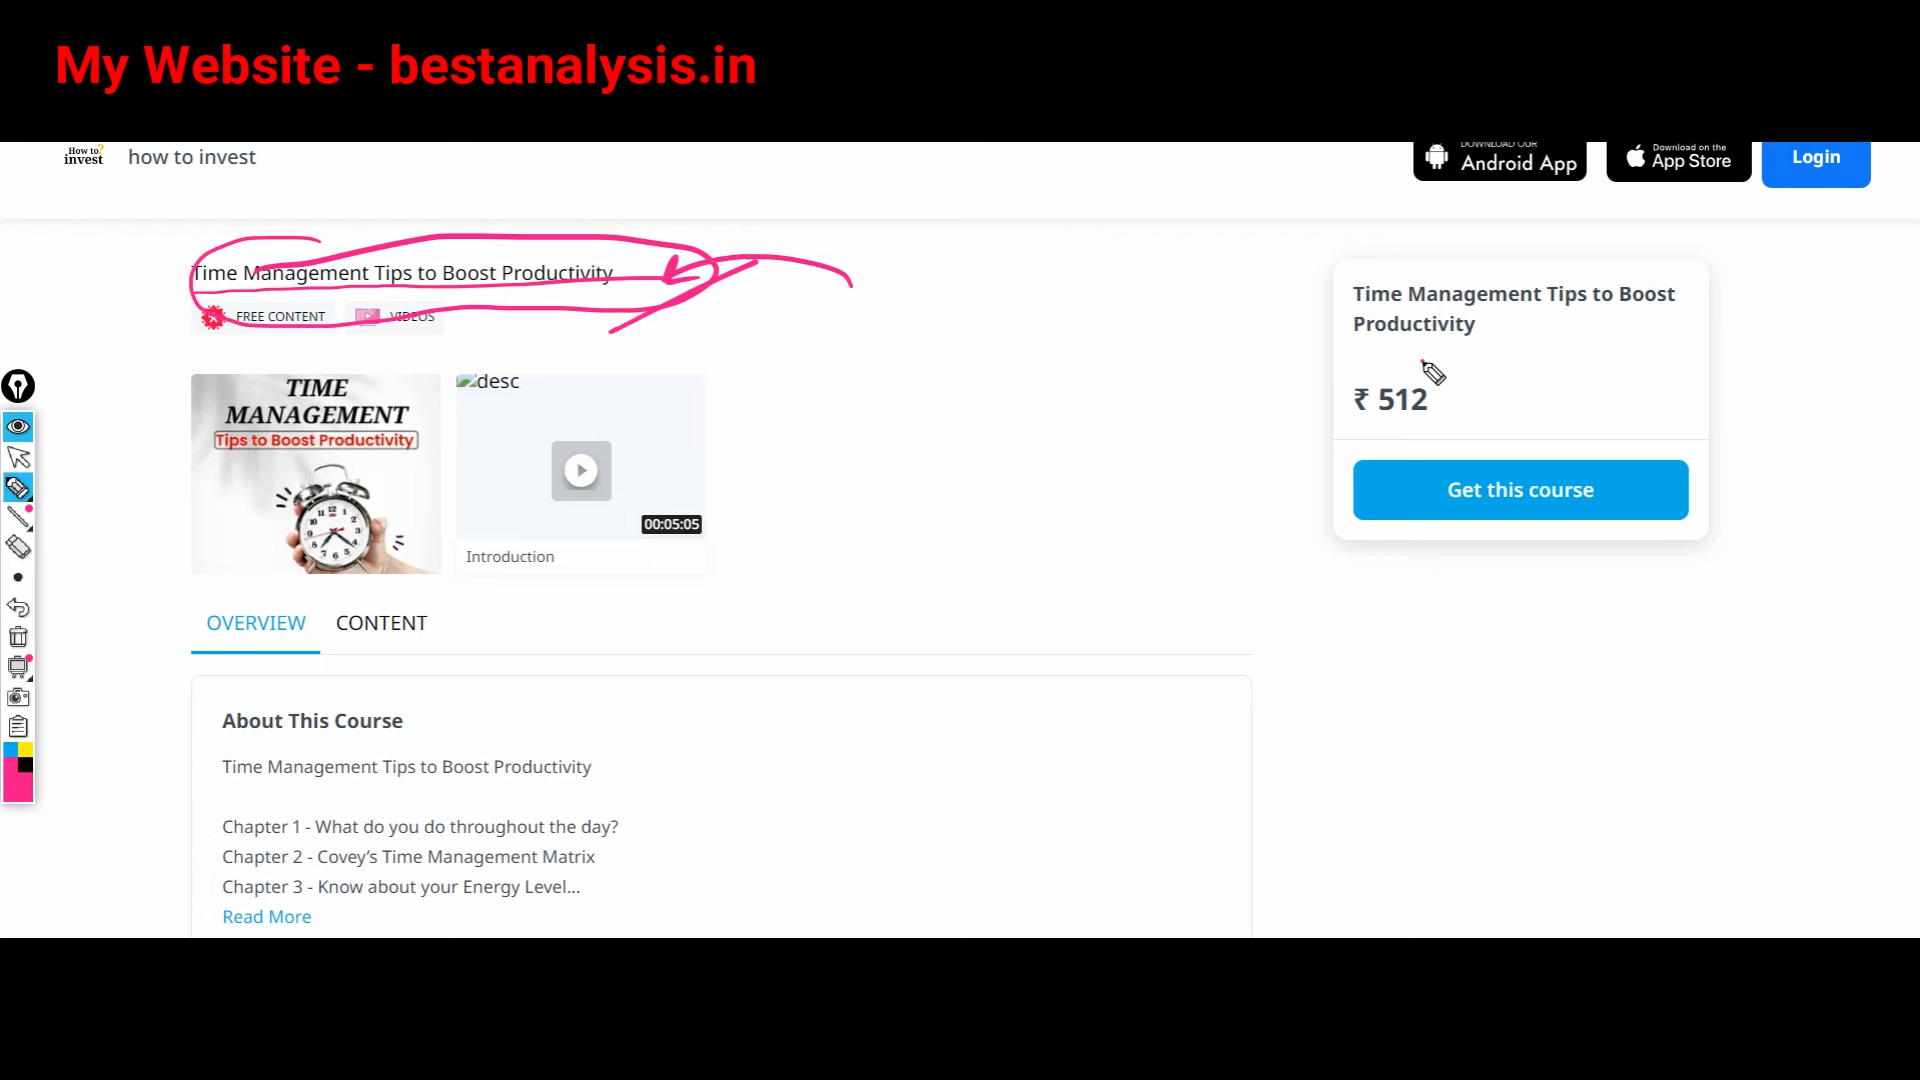 My Website - bestanalysis.in
How to?
invest
how to invest
DOWNLOAD OUR
Android App
Download on the
App Store
Login
Time Management Tips to Boost Productivity
FREE CONTENT
VIDEOS
Time Management Tips to Boost
Productivity
₹ 512
Get this course
TIME
MANAGEMENT
Tips to Boost Productivity
desc
00:05:05
Introduction
OVERVIEW
CONTENT
About This Course
Time Management Tips to Boost Productivity
Chapter 1 - What do you do throughout the day?
Chapter 2 - Covey’s Time Management Matrix
Chapter 3 - Know about your Energy Level...
Read More